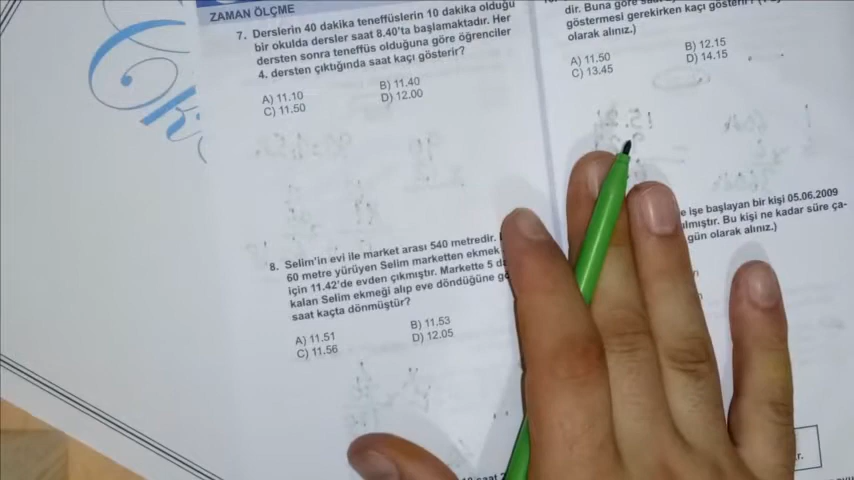 ZAMAN ÖLÇME
7. Derslerin 40 dakika teneffüslerin 10 dakika olduğu
bir okulda dersler saat 8.40'ta başlamaktadır. Her
dersten sonra teneffüs olduğuna göre öğrenciler
4. dersten çıktığında saat kaçı gösterir?
A) 11.10
B) 11.40
C) 11.50
D) 12.00
8. Selim'in evi ile market arası 540 metredir.
60 metre yürüyen Selim marketten ekmek
için 11.42'de evden çıkmıştır. Markette 5
kalan Selim ekmeği alıp eve döndüğüne
saat kaçta dönmüştür?
A) 11.51
B) 11.53
C) 11.56
D) 12.05
dir. Buna göre
göstermesi gerekirken kaçı
olarak alınız.)
A) 11.50
B) 12.15
C) 13.45
D) 14.15
e işe başlayan bir kişi 05.06.2009
ılmıştır. Bu kişi ne kadar süre ça-
gün olarak alınız.)